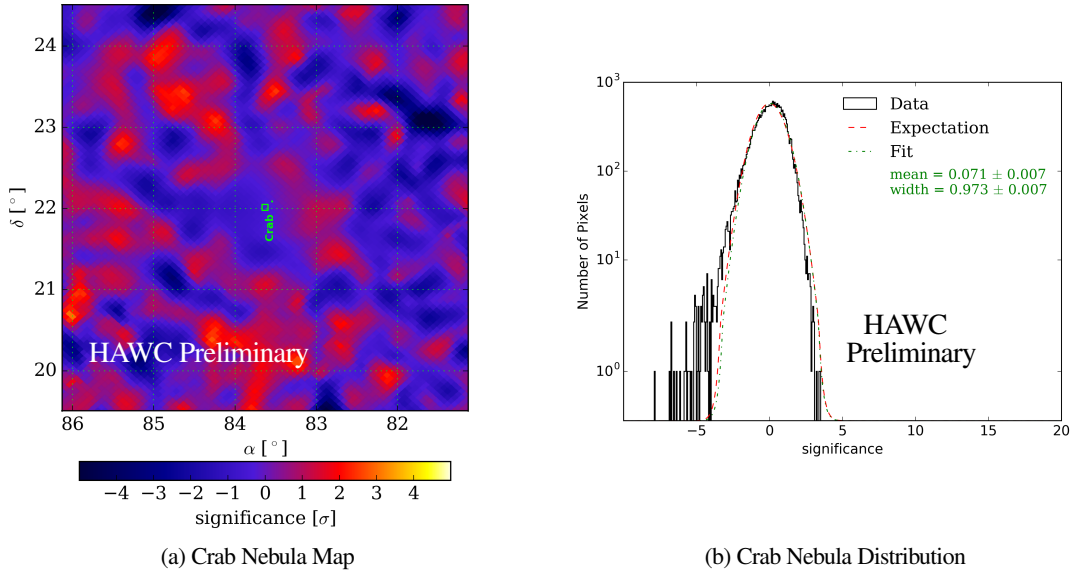 24
23
22
21
20
δ [°]
Crab
HAWC Preliminary
86 85 84 83 82
α [°]
−4 −3 −2 −1 0 1 2 3 4
significance [σ]
(a) Crab Nebula Map
10³
10²
10¹
10⁰
Number of Pixels
Data
Expectation
Fit
mean = 0.071 ± 0.007
width = 0.973 ± 0.007
HAWC
Preliminary
−5 0 5 10 15 20
significance
(b) Crab Nebula Distribution